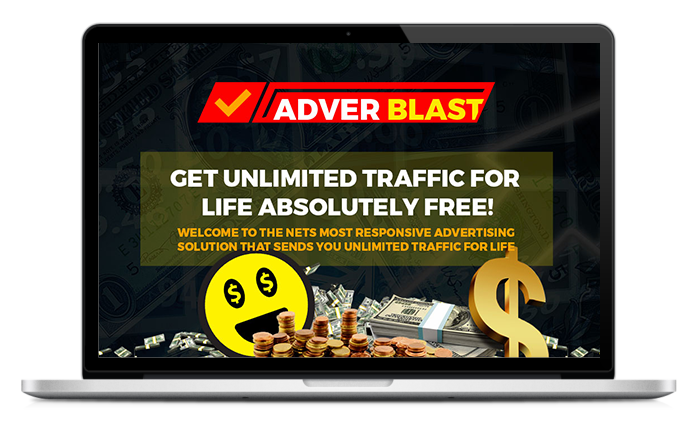 ADVER BLAST
GET UNLIMITED TRAFFIC FOR
LIFE ABSOLUTELY FREE!
WELCOME TO THE NETS MOST RESPONSIVE ADVERTISING
SOLUTION THAT SENDS YOU UNLIMITED TRAFFIC FOR LIFE